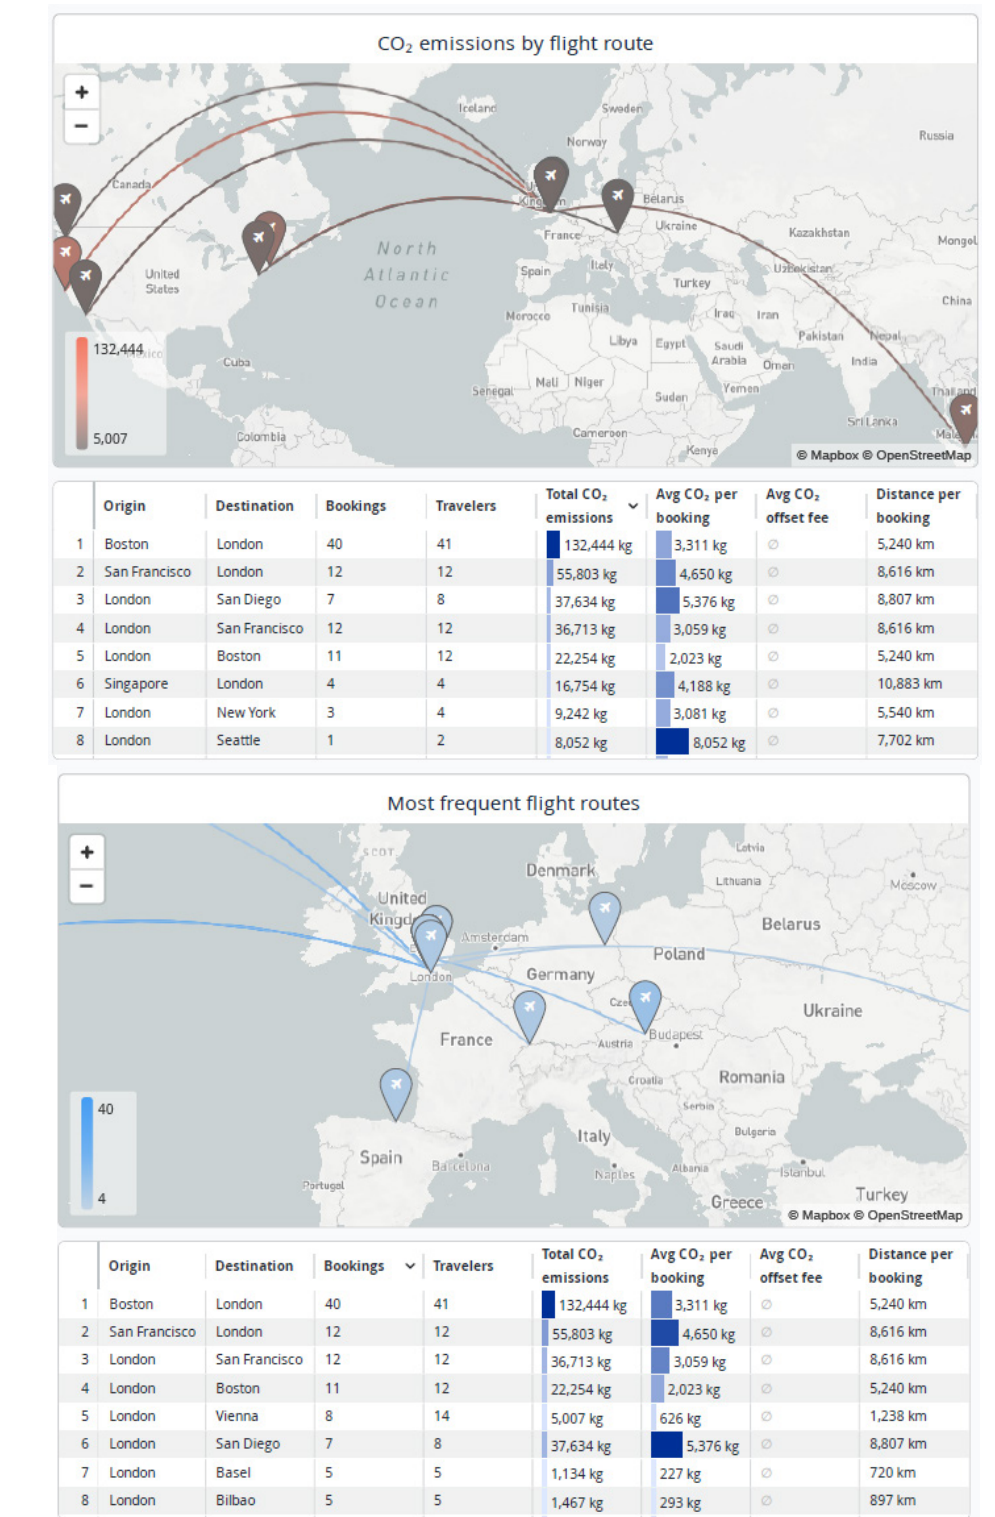 CO₂ emissions by flight route
+
−
Iceland
Sweden
Norway
Russia
Canada
Kingdom
Belarus
Ukraine
France
Kazakhstan
Mongol
North
Atlantic
Ocean
United
States
Spain
Italy
Uzbekistan
Turkey
China
Morocco
Tunisia
Iraq
Iran
Pakistan
Nepal
132,444
Mexico
Cuba
Libya
Egypt
Saudi
Arabia
Oman
India
Senegal
Mali
Niger
Sudan
Yemen
Thailand
Sri Lanka
5,007
Colombia
Cameroon
Kenya
© Mapbox © OpenStreetMap
Origin Destination Bookings Travelers Total CO₂ emissions Avg CO₂ per booking Avg CO₂ offset fee Distance per booking
1 Boston London 40 41 132,444 kg 3,311 kg ∅ 5,240 km
2 San Francisco London 12 12 55,803 kg 4,650 kg ∅ 8,616 km
3 London San Diego 7 8 37,634 kg 5,376 kg ∅ 8,807 km
4 London San Francisco 12 12 36,713 kg 3,059 kg ∅ 8,616 km
5 London Boston 11 12 22,254 kg 2,023 kg ∅ 5,240 km
6 Singapore London 4 4 16,754 kg 4,188 kg ∅ 10,883 km
7 London New York 3 4 9,242 kg 3,081 kg ∅ 5,540 km
8 London Seattle 1 2 8,052 kg 8,052 kg ∅ 7,702 km
Most frequent flight routes
+
−
SCOT
Latvia
Denmark
Lithuania
Moscow
United
Kingd
Belarus
Amsterdam
Poland
London
Germany
Cze
Ukraine
France
Austria
Budapest
Croatia
Romania
Serbia
40
Italy
Bulgaria
Spain
Barcelona
Naples
Albania
Istanbul
Portugal
4
Greece
Turkey
© Mapbox © OpenStreetMap
Origin Destination Bookings Travelers Total CO₂ emissions Avg CO₂ per booking Avg CO₂ offset fee Distance per booking
1 Boston London 40 41 132,444 kg 3,311 kg ∅ 5,240 km
2 San Francisco London 12 12 55,803 kg 4,650 kg ∅ 8,616 km
3 London San Francisco 12 12 36,713 kg 3,059 kg ∅ 8,616 km
4 London Boston 11 12 22,254 kg 2,023 kg ∅ 5,240 km
5 London Vienna 8 14 5,007 kg 626 kg ∅ 1,238 km
6 London San Diego 7 8 37,634 kg 5,376 kg ∅ 8,807 km
7 London Basel 5 5 1,134 kg 227 kg ∅ 720 km
8 London Bilbao 5 5 1,467 kg 293 kg ∅ 897 km